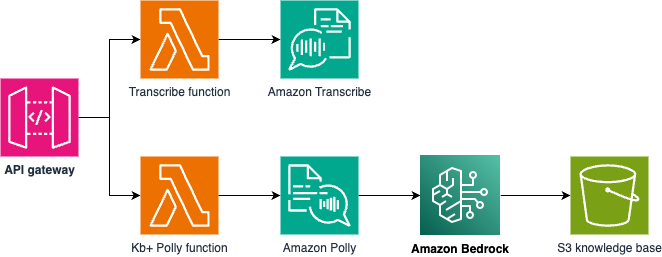 Transcribe function
Amazon Transcribe
</>
API gateway
Kb+ Polly function
Amazon Polly
Amazon Bedrock
S3 knowledge base